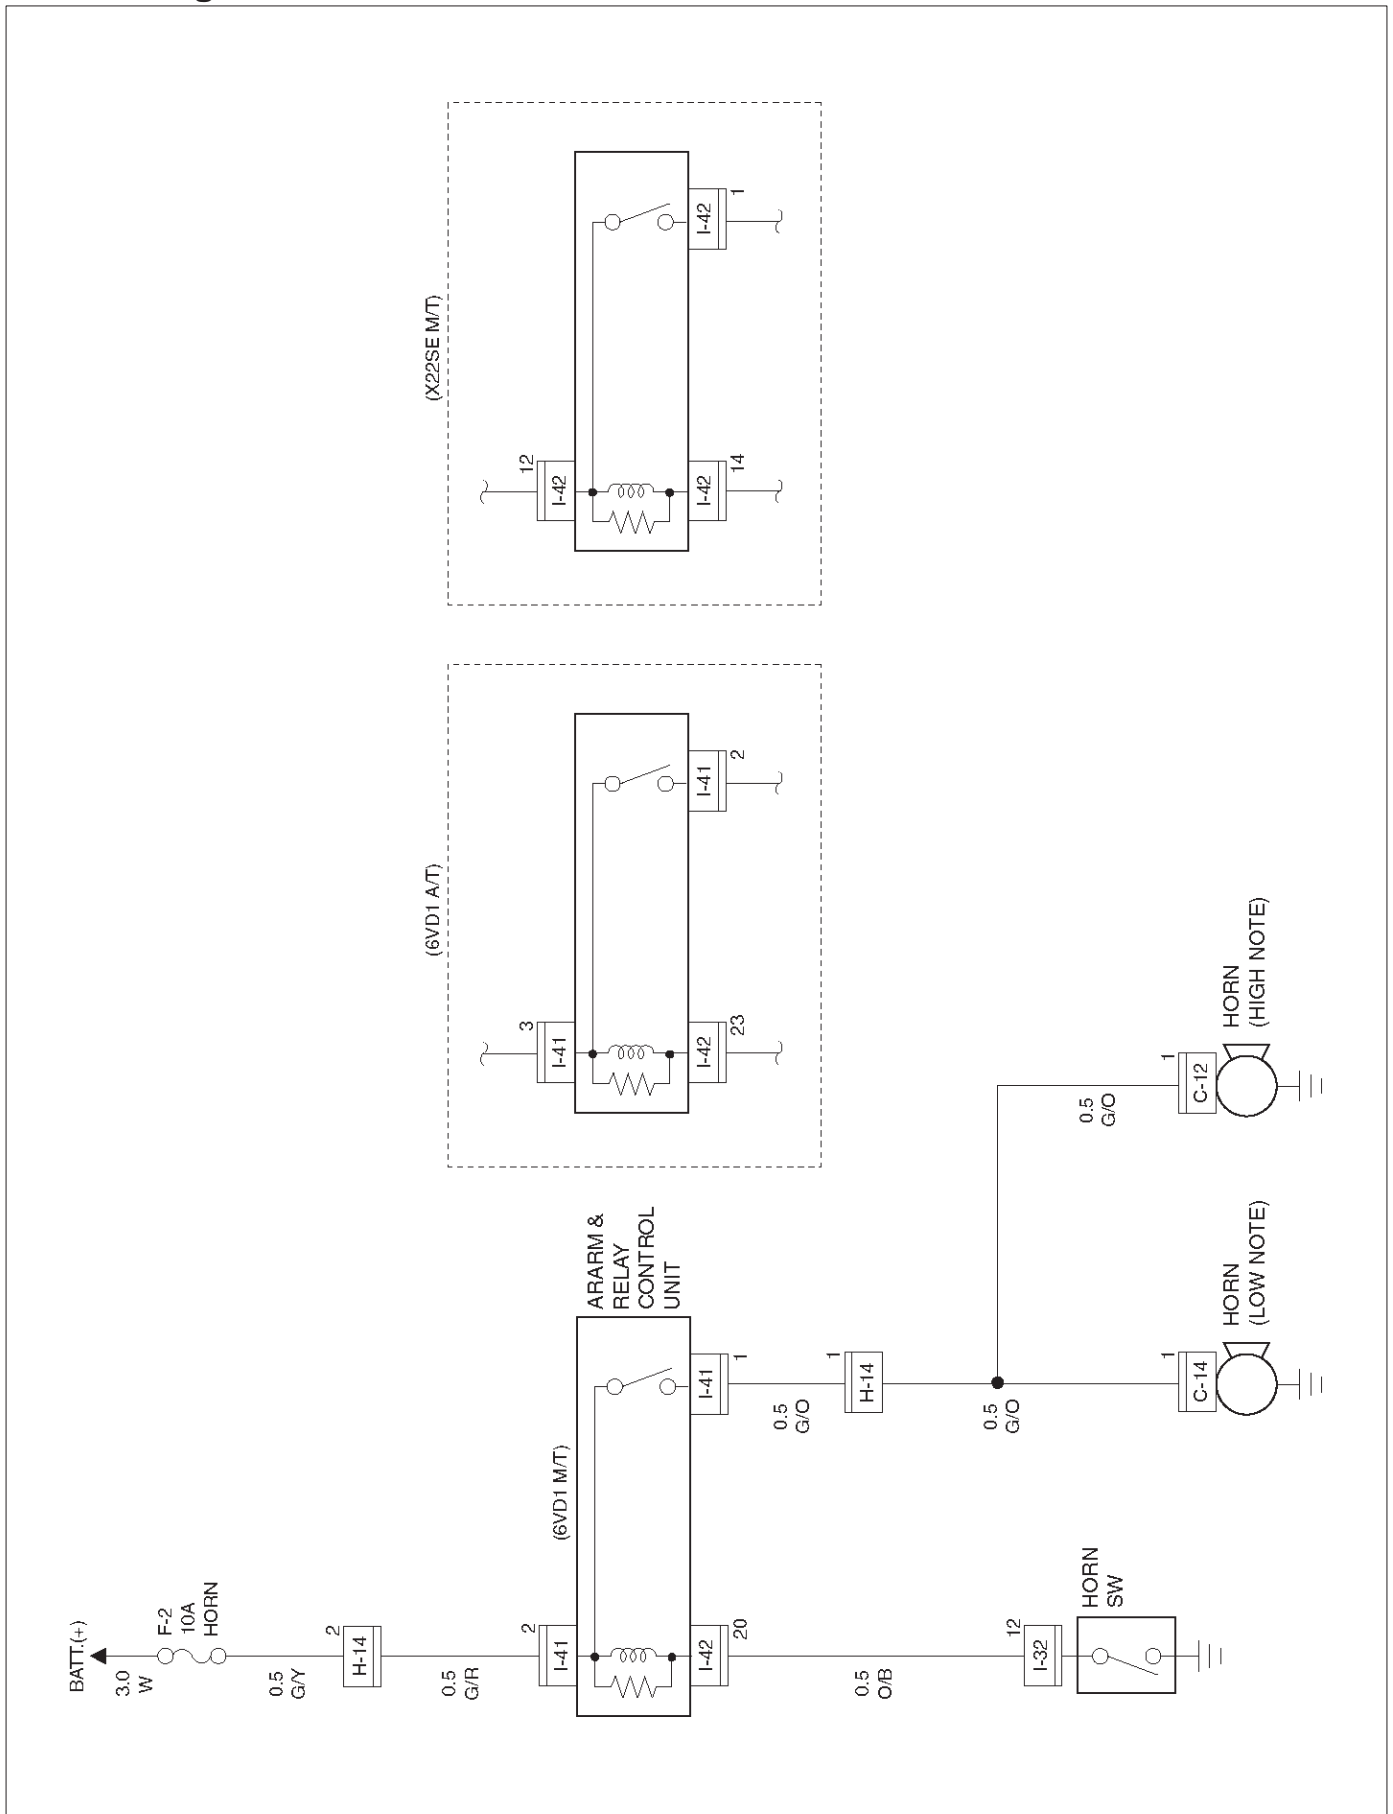 g
BATT.(+)
3.0
W
F-2
10A
HORN
0.5
G/Y
2
H-14
0.5
G/R
2
I-41
(6VD1 M/T)
ARARM &
RELAY
CONTROL
UNIT
I-42
20
I-41
1
0.5
O/B
12
I-32
HORN
SW
0.5
G/O
1
H-14
0.5
G/O
1
C-14
HORN
(LOW NOTE)
0.5
G/O
1
C-12
HORN
(HIGH NOTE)
(6VD1 A/T)
3
I-41
I-42
23
I-41
2
(X22SE M/T)
12
I-42
I-42
14
I-42
1